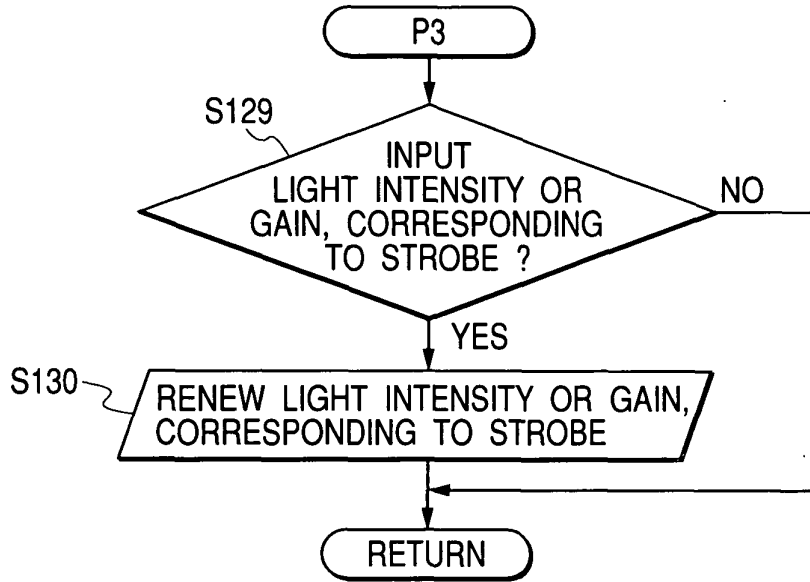 P3
S129
INPUT
LIGHT INTENSITY OR
GAIN, CORRESPONDING
TO STROBE ?
NO
YES
S130
RENEW LIGHT INTENSITY OR GAIN,
CORRESPONDING TO STROBE
RETURN